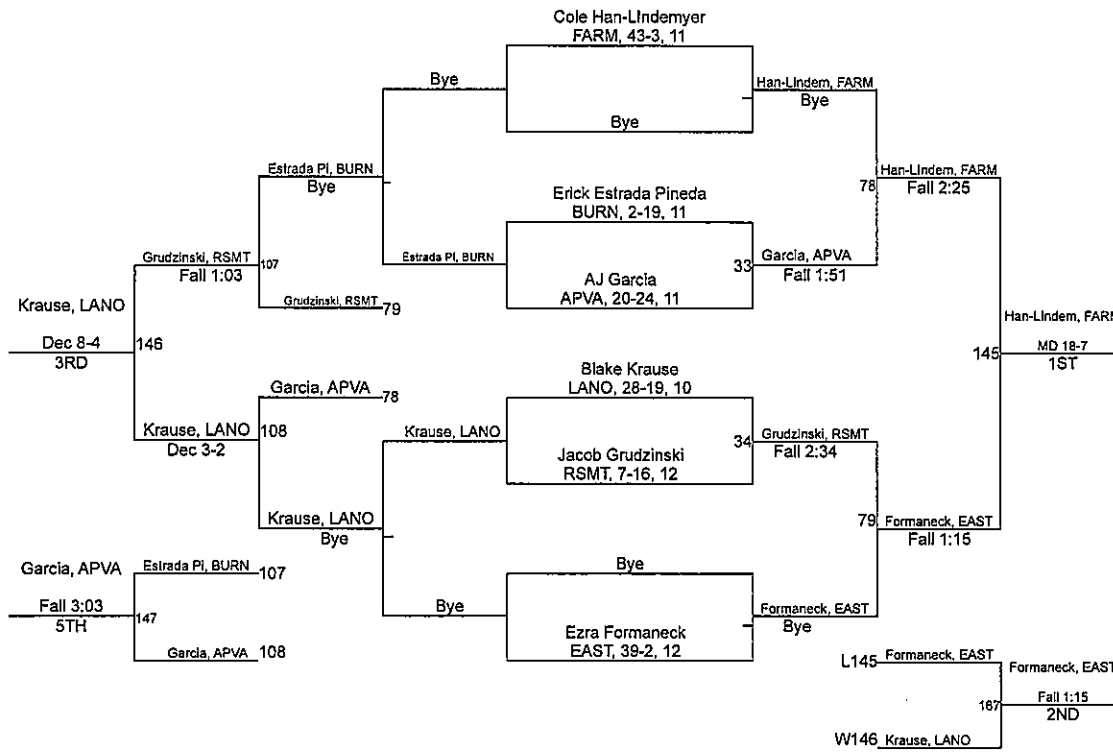 Cole Han-Lindemyer
FARM, 43-3, 11
Bye
Han-Lindem, FARM
Bye
Bye
Estrada Pi, BURN
Bye
Erick Estrada Pineda
BURN, 2-19, 11
78
Han-Lindem, FARM
Fall 2:25
Grudzinski, RSMT
Fall 1:03
107
Estrada Pi, BURN
AJ Garcia
APVA, 20-24, 11
33
Garcia, APVA
Fall 1:51
Krause, LANO
Grudzinski, RSMT
79
Han-Lindem, FARM
Dec 8-4
3RD
146
145
MD 18-7
1ST
Blake Krause
LANO, 28-19, 10
Garcia, APVA
78
Krause, LANO
Dec 3-2
108
Krause, LANO
Jacob Grudzinski
RSMT, 7-16, 12
34
Grudzinski, RSMT
Fall 2:34
Krause, LANO
Bye
79
Formaneck, EAST
Fall 1:15
Garcia, APVA
Estrada Pi, BURN
107
Bye
Fall 3:03
5TH
147
Bye
Formaneck, EAST
Bye
Garcia, APVA
108
Ezra Formaneck
EAST, 39-2, 12
L145
Formaneck, EAST
Formaneck, EAST
167
Fall 1:15
2ND
W146
Krause, LANO